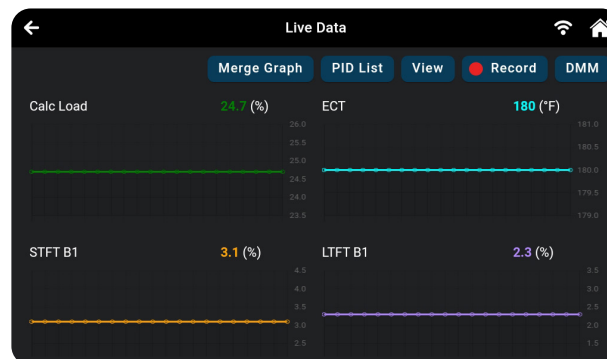 Live Data
Merge Graph PID List View Record DMM
Calc Load 24.7 (%) ECT 180 (°F)
26.0 181.0
25.5 180.5
25.0
24.5 180.0
24.0 179.5
23.5 179.0
STFT B1 3.1 (%) LTFT B1 2.3 (%)
4.5 3.5
4.0 3.0
3.5 2.5
3.0 2.0
2.5 1.5